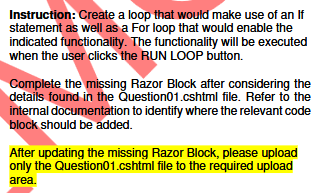 Instruction: Create a loop that would make use of an If
statement as well as a For loop that would enable the
indicated functionality. The functionality will be executed
when the user clicks the RUN LOOP button.
Complete the missing Razor Block after considering the
details found in the Question01.cshtml file. Refer to the
internal documentation to identify where the relevant code
block should be added.
After updating the missing Razor Block, please upload
only the Question01.cshtml file to the required upload
area.